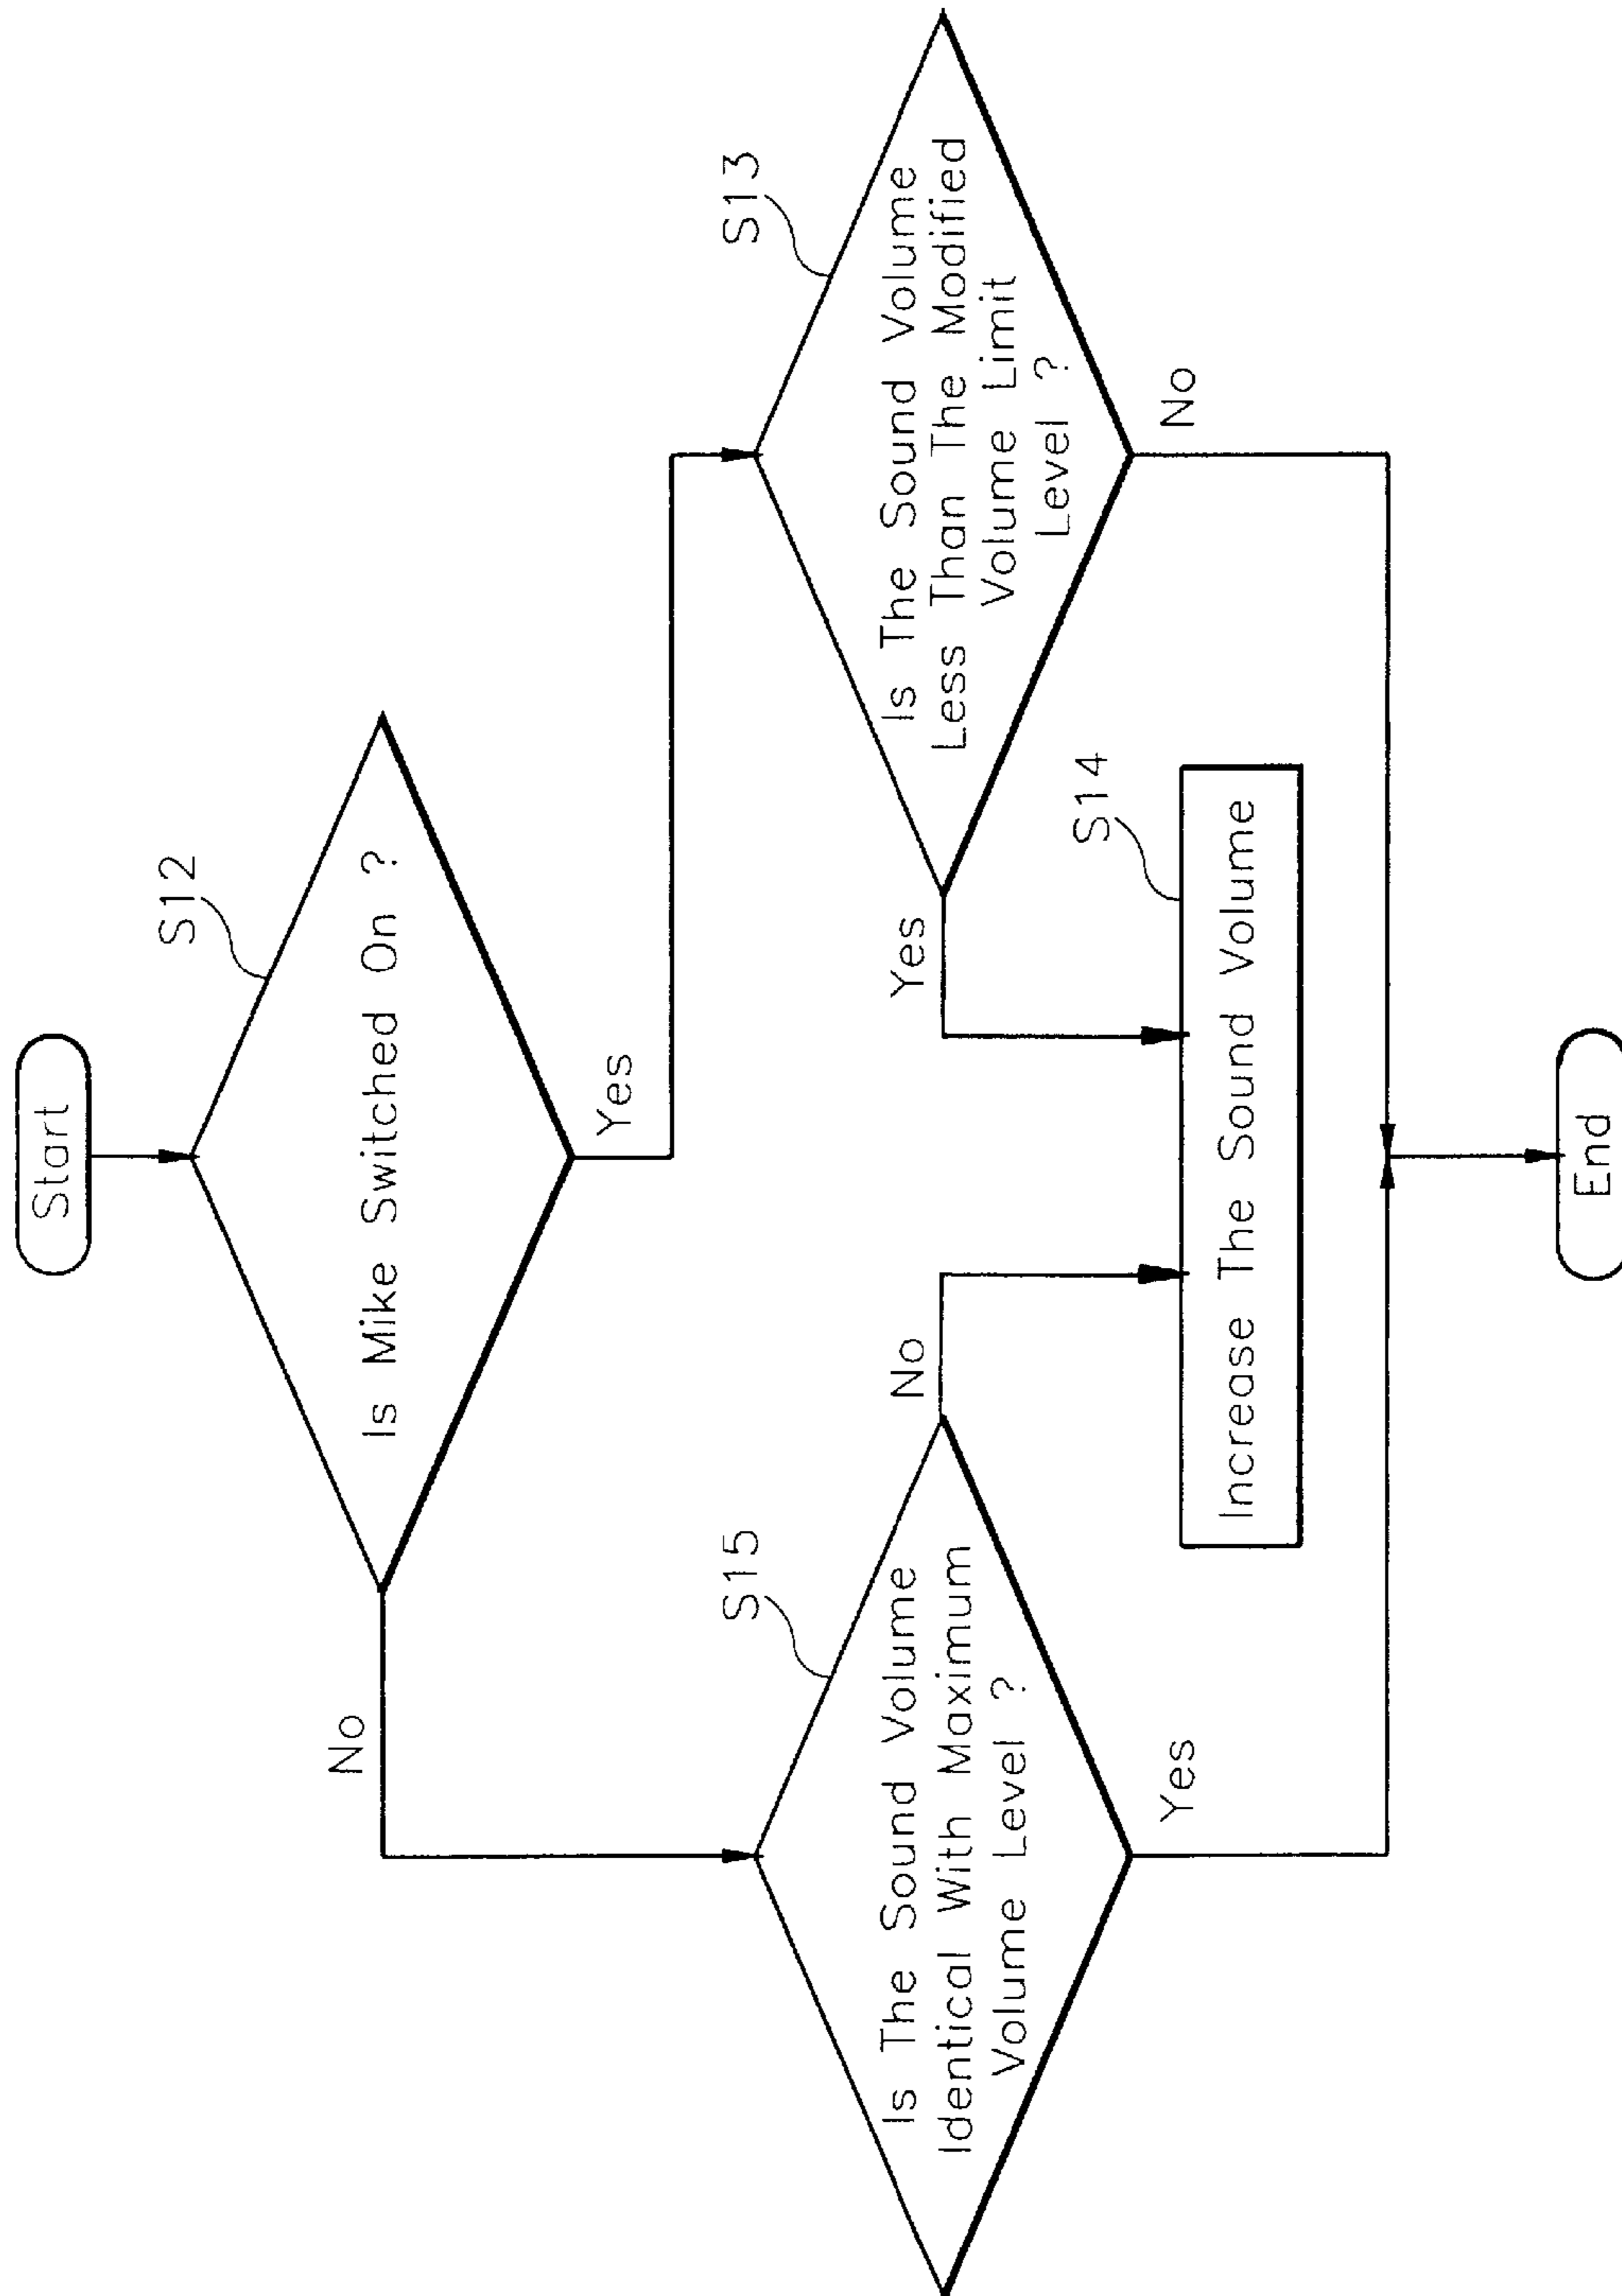 Start
S12
Is Mike Switched On ?
No
Yes
S15
Is The Sound Volume
Identical With Maximum
Volume Level ?
No
Yes
S13
Is The Sound Volume
Less Than The Modified
Volume Limit
Level ?
Yes
No
S14
Increase The Sound Volume
End